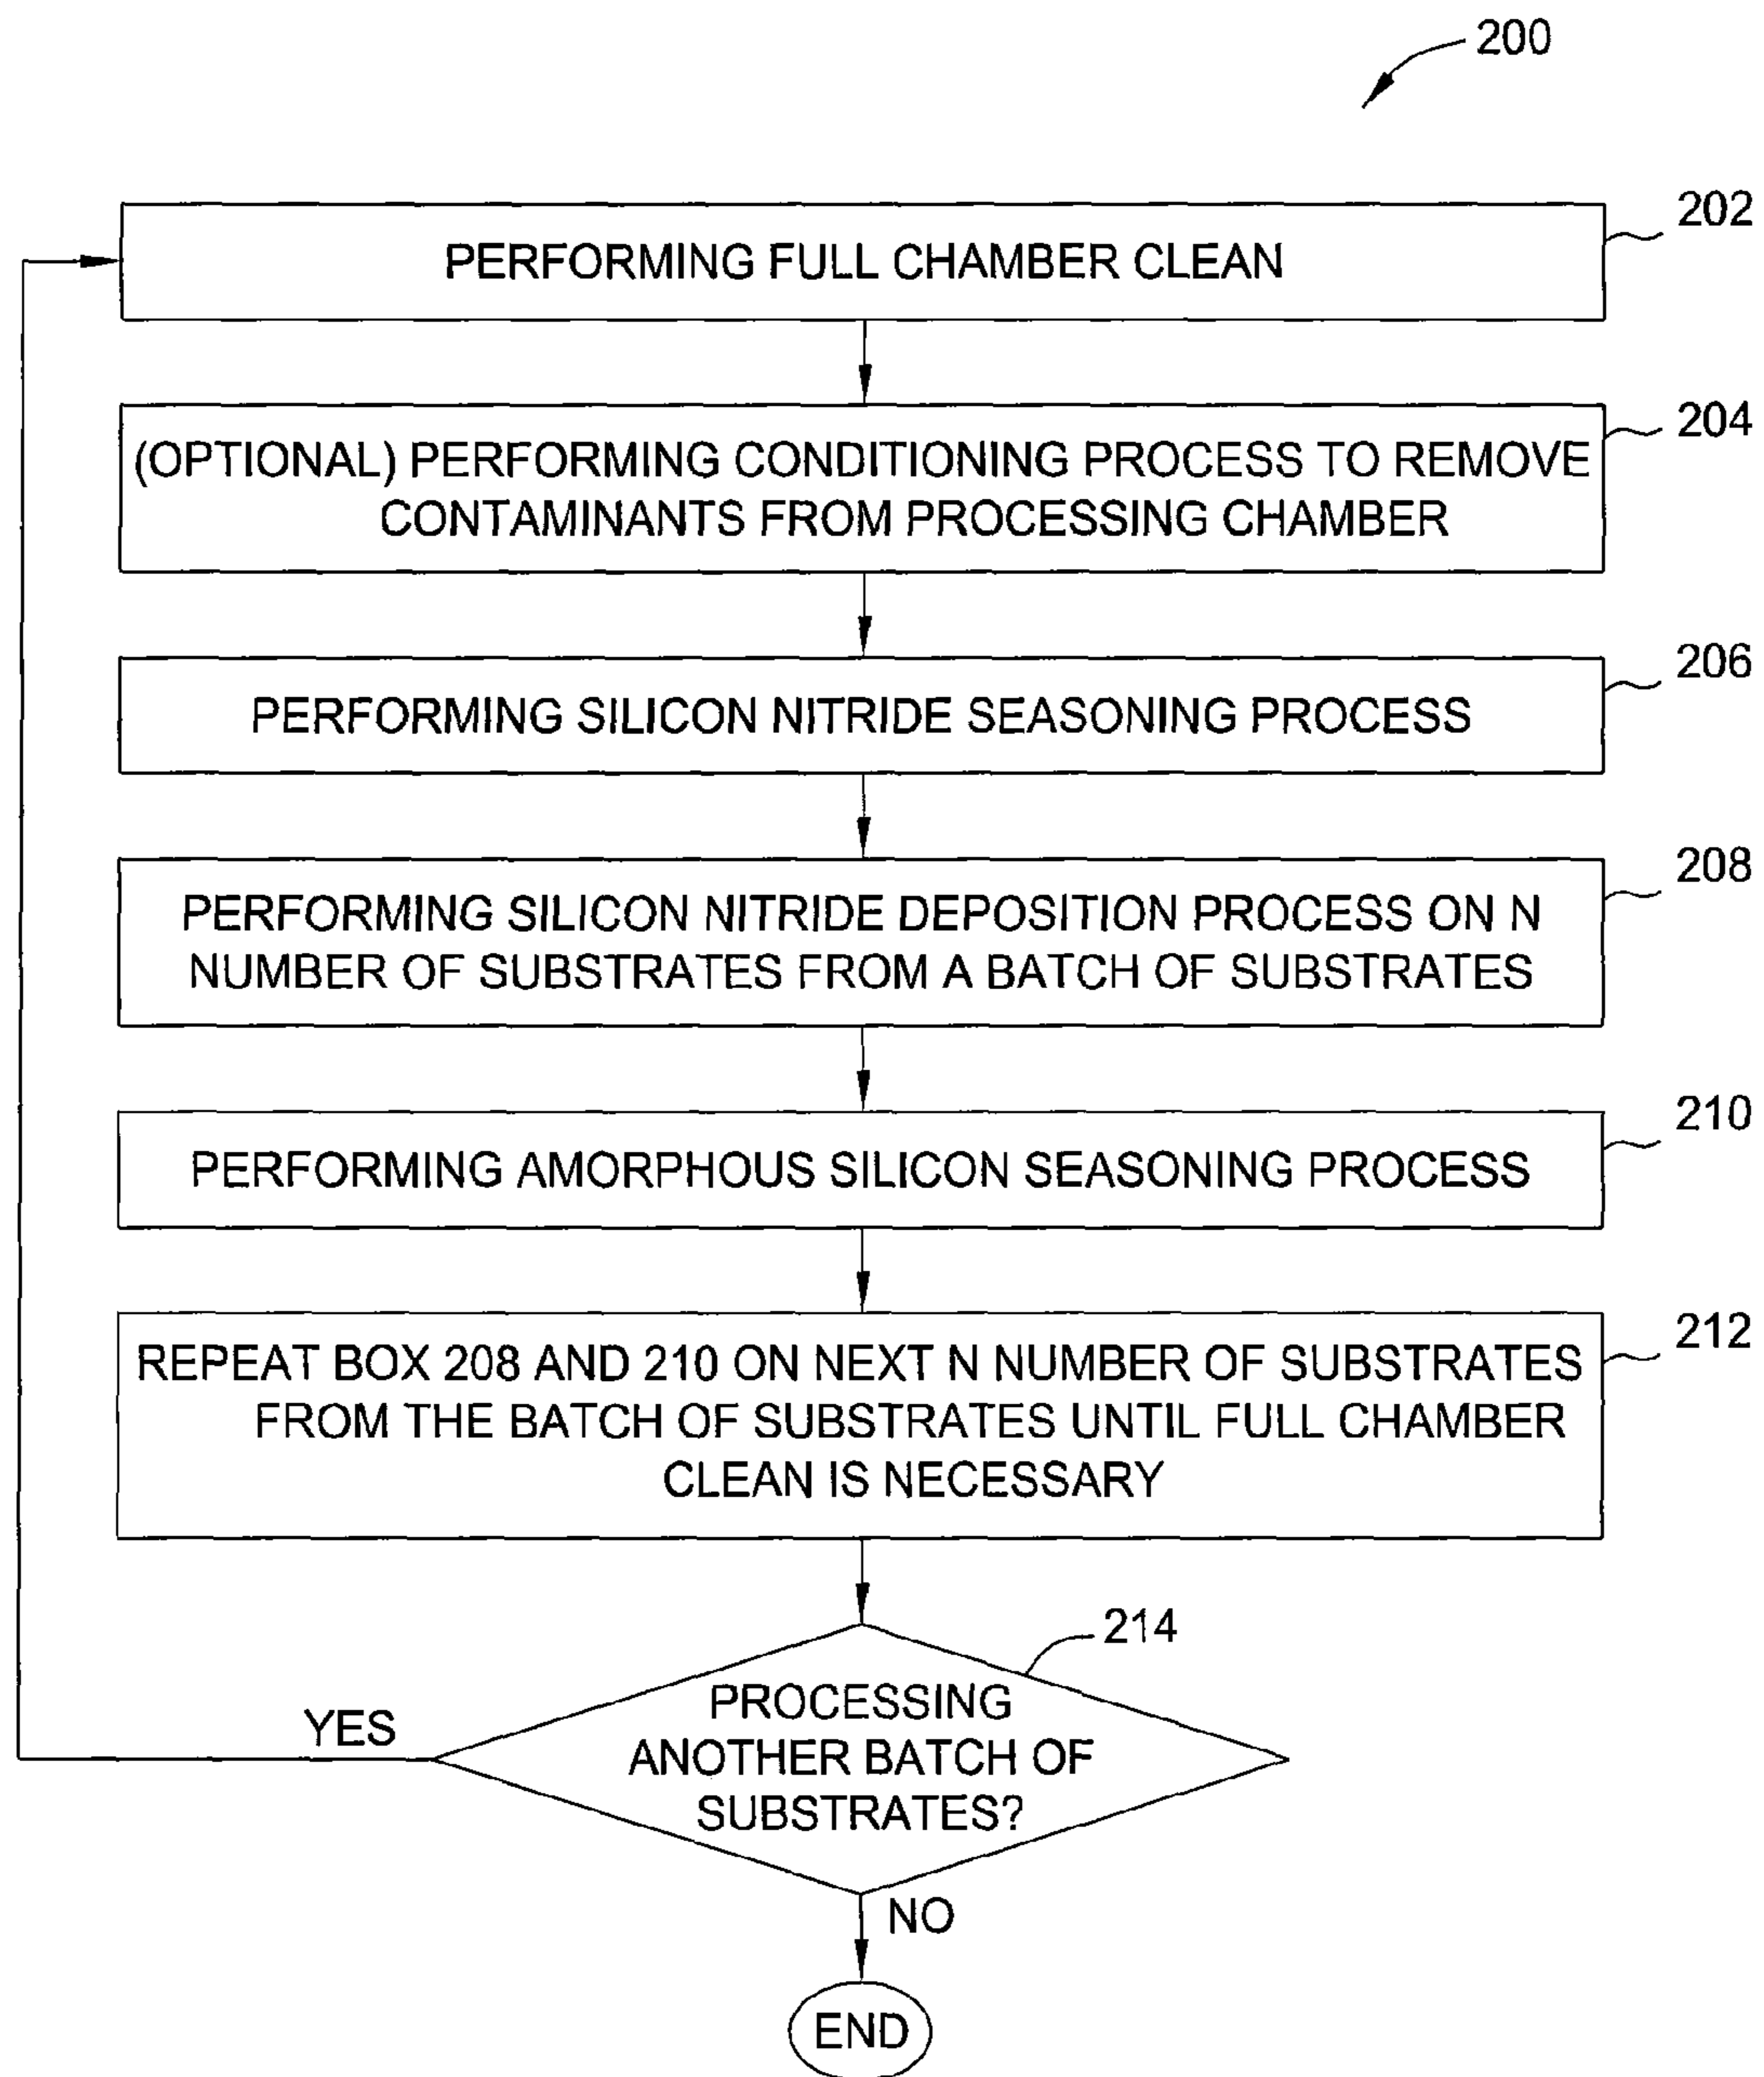 200
PERFORMING FULL CHAMBER CLEAN
202
(OPTIONAL) PERFORMING CONDITIONING PROCESS TO REMOVE
CONTAMINANTS FROM PROCESSING CHAMBER
204
PERFORMING SILICON NITRIDE SEASONING PROCESS
206
PERFORMING SILICON NITRIDE DEPOSITION PROCESS ON N
NUMBER OF SUBSTRATES FROM A BATCH OF SUBSTRATES
208
PERFORMING AMORPHOUS SILICON SEASONING PROCESS
210
REPEAT BOX 208 AND 210 ON NEXT N NUMBER OF SUBSTRATES
FROM THE BATCH OF SUBSTRATES UNTIL FULL CHAMBER
CLEAN IS NECESSARY
212
214
PROCESSING
ANOTHER BATCH OF
SUBSTRATES?
YES
NO
END